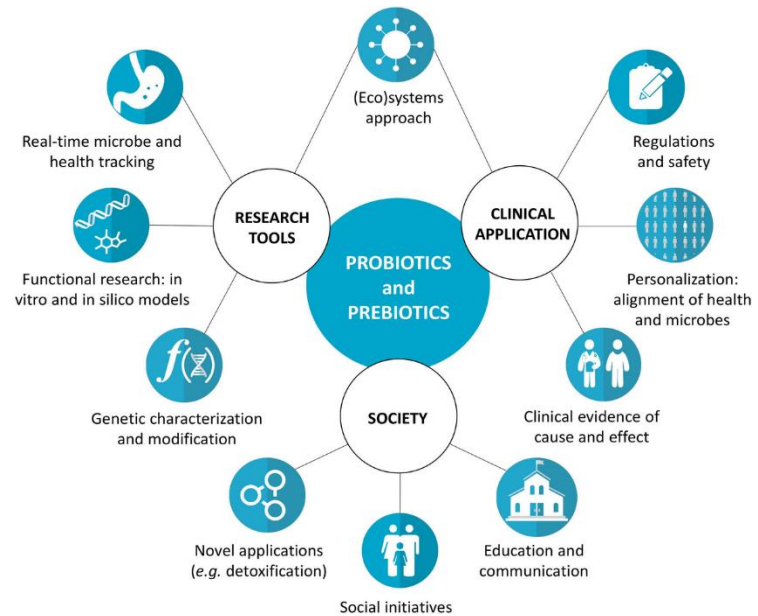 (Eco)systems
approach
Real-time microbe and
health tracking
Regulations
and safety
RESEARCH
TOOLS
CLINICAL
APPLICATION
Functional research: in
vitro and in silico models
PROBIOTICS
and
PREBIOTICS
Personalization:
alignment of health
and microbes
f()
Genetic characterization
and modification
SOCIETY
Clinical evidence of
cause and effect
Novel applications
(e.g. detoxification)
Education and
communication
Social initiatives